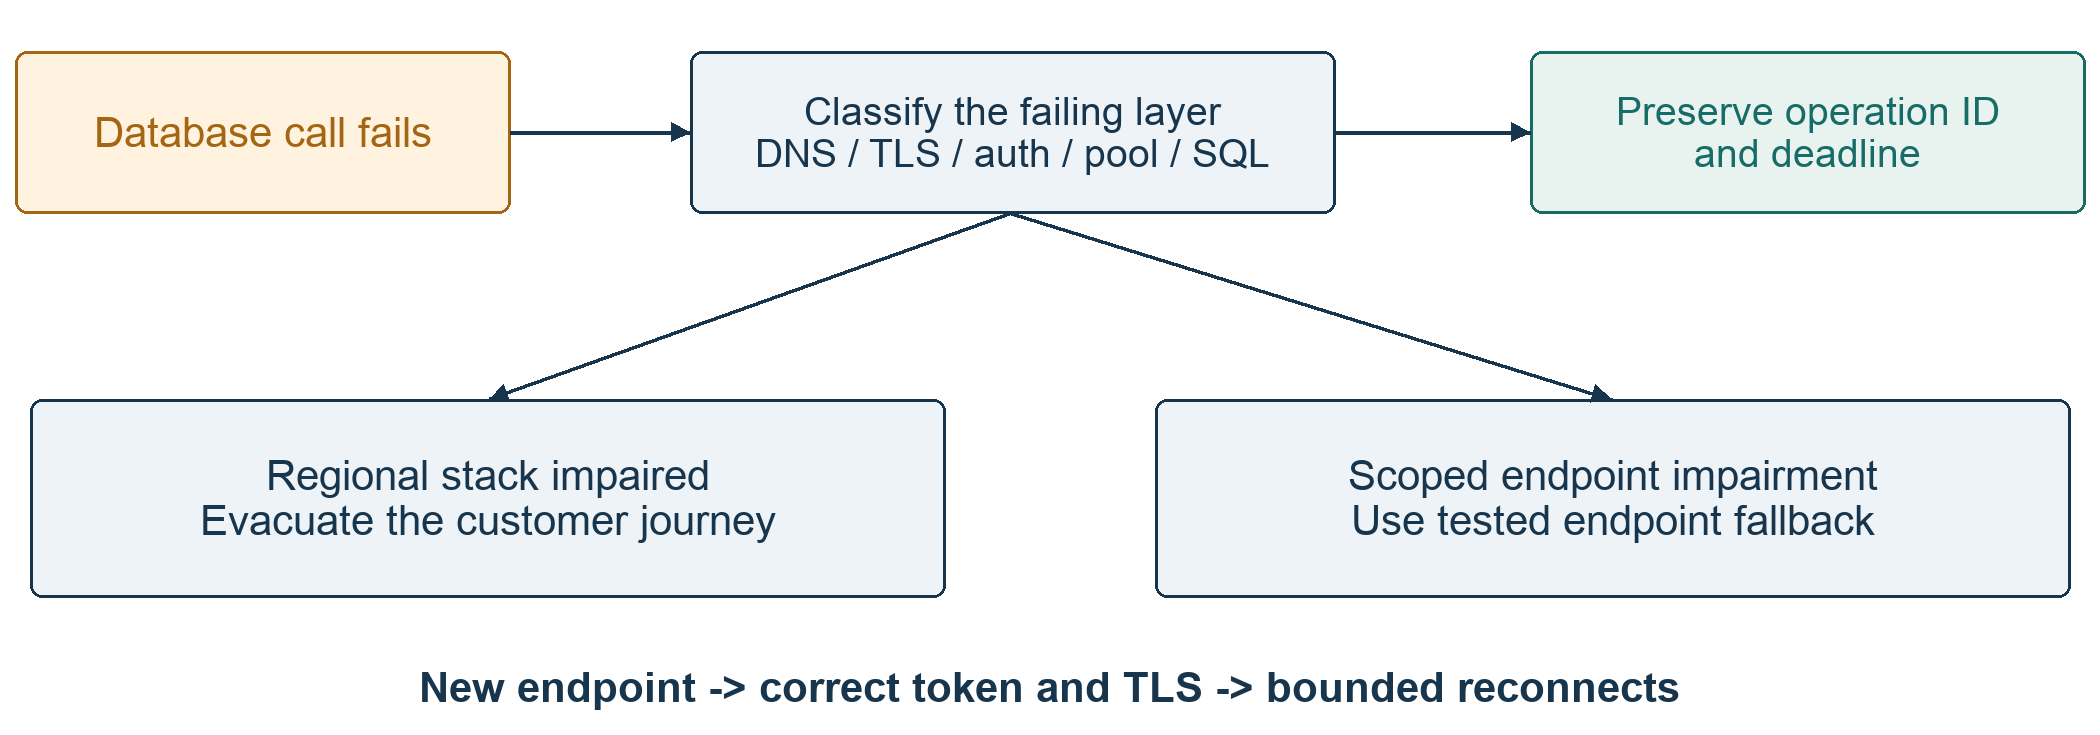 Database call fails
Classify the failing layer
DNS / TLS / auth / pool / SQL
Preserve operation ID
and deadline
Regional stack impaired
Evacuate the customer journey
Scoped endpoint impairment
Use tested endpoint fallback
New endpoint -> correct token and TLS -> bounded reconnects